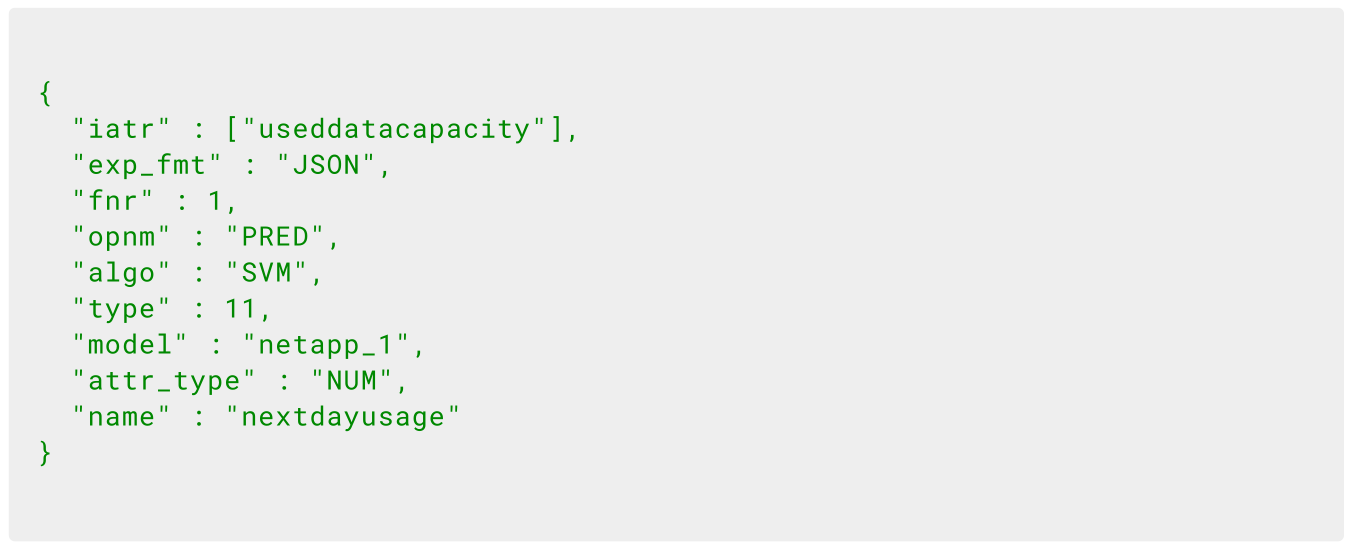 {
  "iatr" : ["useddatacapacity"],
  "exp_fmt" : "JSON",
  "fnr" : 1,
  "opnm" : "PRED",
  "algo" : "SVM",
  "type" : 11,
  "model" : "netapp_1",
  "attr_type" : "NUM",
  "name" : "nextdayusage"
}